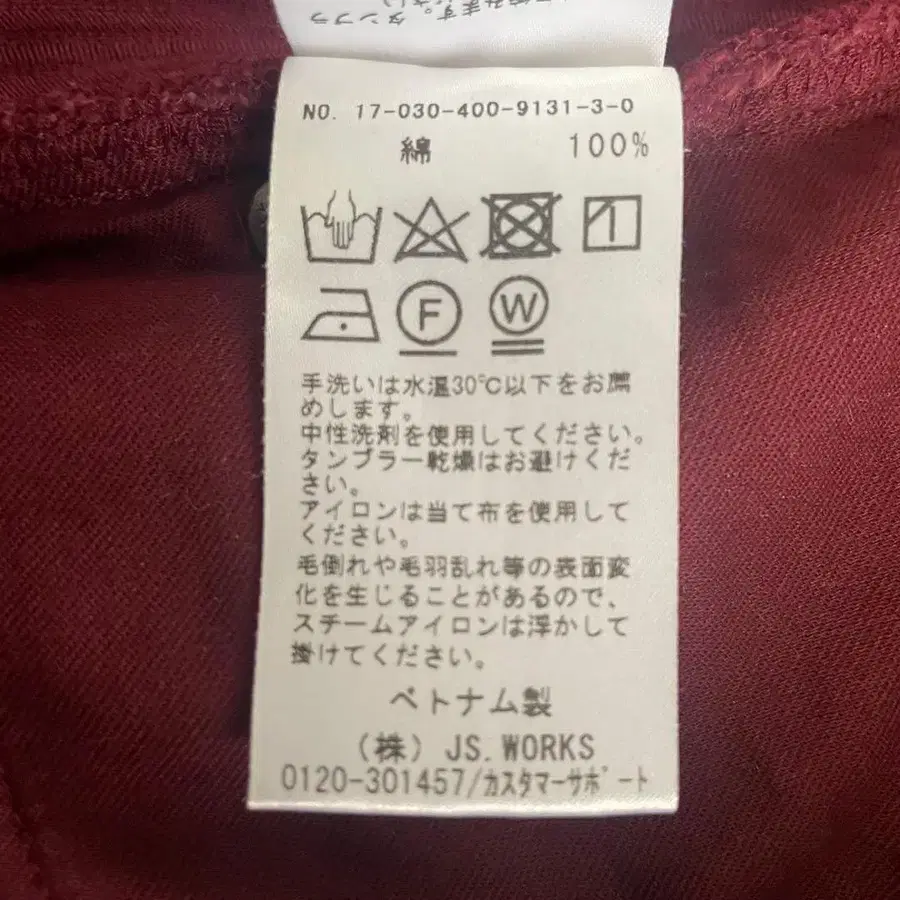 タンブラ
NO. 17-030-400-9131-3-0
綿 100%
F W
手洗いは水温30℃以下をお薦
めします。
中性洗剤を使用してください。
タンブラー乾燥はお避けくだ
さい。
アイロンは当て布を使用して
ください。
毛倒れや毛羽乱れ等の表面変
化を生じることがあるので、
スチームアイロンは浮かして
掛けてください。
ベトナム製
(株) JS.WORKS
0120-301457/カスタマーサポート